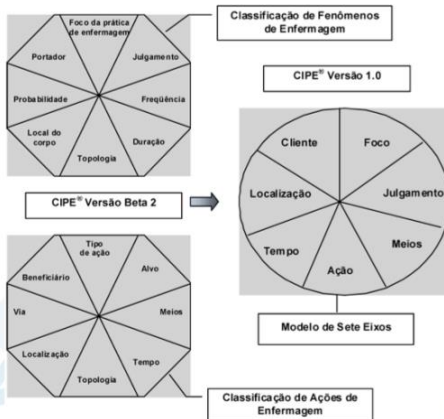 Classificação de Fenômenos
de Enfermagem
Foco da prática
de enfermagem
Portador
Julgamento
Probabilidade
Freqüência
Local do
corpo
Duração
Topologia
CIPE® Versão 1.0
Cliente
Foco
Localização
Julgamento
Tempo
Meios
Ação
CIPE® Versão Beta 2
Modelo de Sete Eixos
Tipo
de ação
Beneficiário
Alvo
Via
Meios
Localização
Tempo
Topologia
Classificação de Ações de
Enfermagem